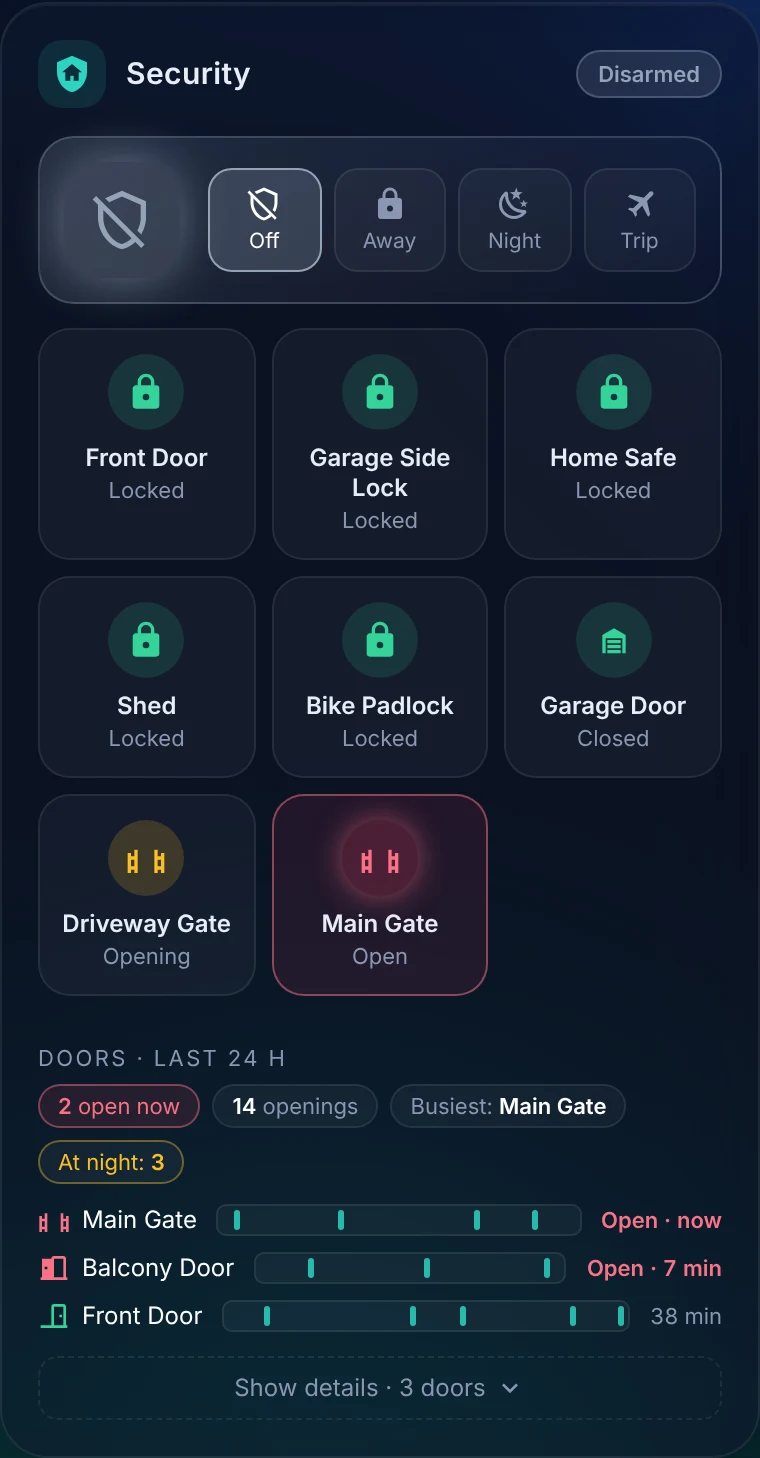 Security
Disarmed
Off
Away
Night
Trip
Front Door
Locked
Garage Side
Lock
Locked
Home Safe
Locked
Shed
Locked
Bike Padlock
Locked
Garage Door
Closed
Driveway Gate
Opening
Main Gate
Open
DOORS · LAST 24 H
2 open now
14 openings
Busiest: Main Gate
At night: 3
Main Gate
Open · now
Balcony Door
Open · 7 min
Front Door
38 min
Show details · 3 doors